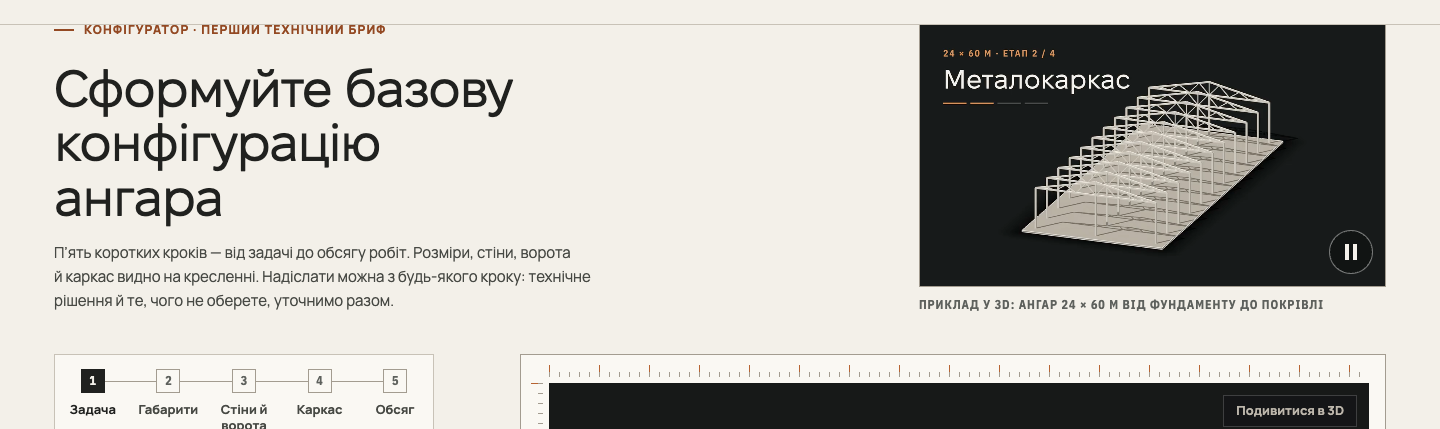 КОНФІГУРАТОР · ПЕРШИЙ ТЕХНІЧНИЙ БРИФ
Сформуйте базову
конфігурацію
ангара
П'ять коротких кроків — від задачі до обсягу робіт. Розміри, стіни, ворота
й каркас видно на кресленні. Надіслати можна з будь-якого кроку: технічне
рішення й те, чого не оберете, уточнимо разом.
24 × 60 М · ЕТАП 2 / 4
Металокаркас
ПРИКЛАД У 3D: АНГАР 24 × 60 М ВІД ФУНДАМЕНТУ ДО ПОКРІВЛІ
1 2 3 4 5
Задача Габарити Стіни й Каркас Обсяг
ворота
Подивитися в 3D